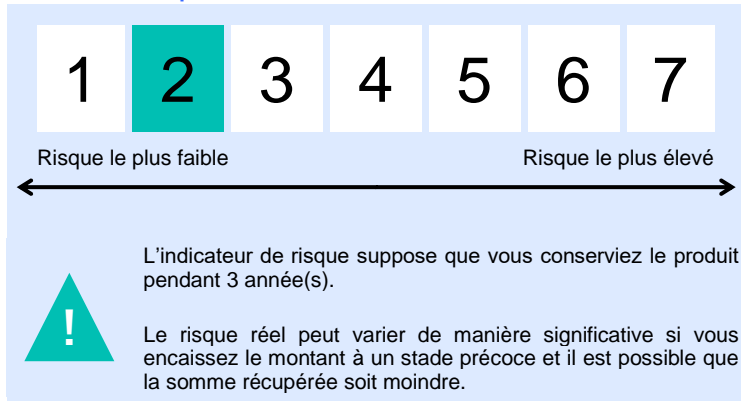 1 2 3 4 5 6 7
Risque le plus faible Risque le plus élevé
L'indicateur de risque suppose que vous conserviez le produit
pendant 3 année(s).
!
Le risque réel peut varier de manière significative si vous
encaissez le montant à un stade précoce et il est possible que
la somme récupérée soit moindre.